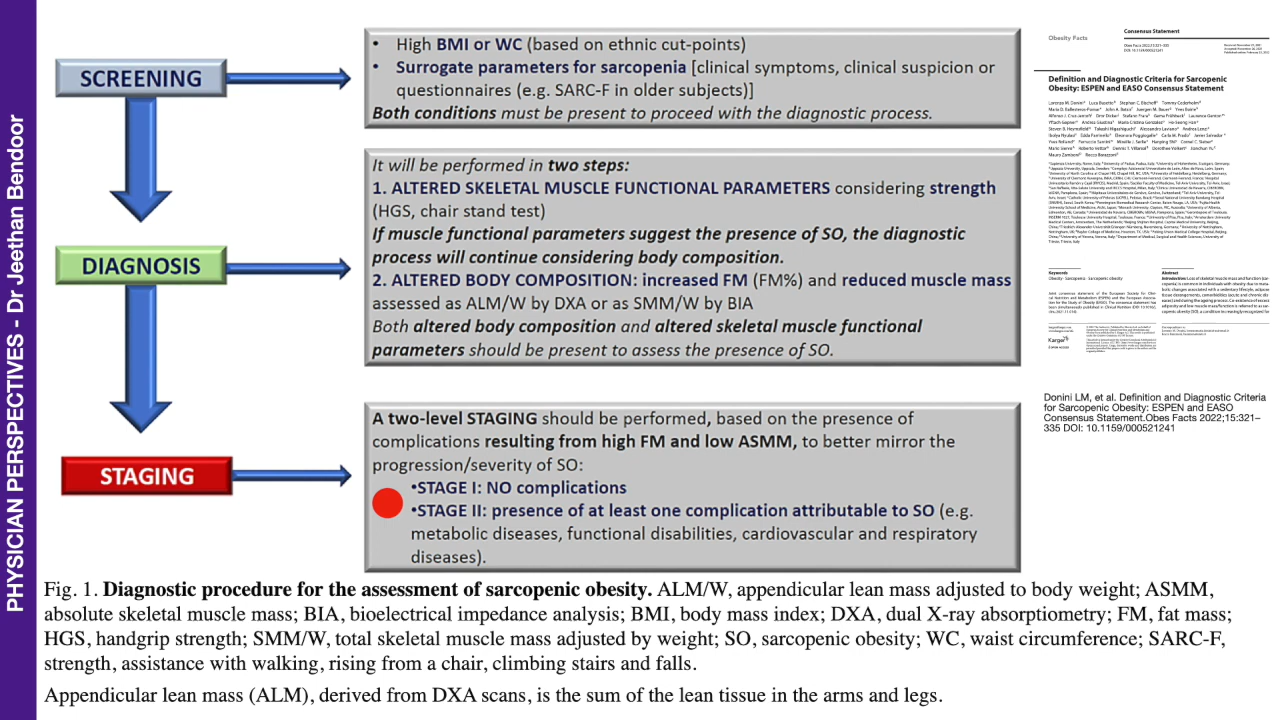 PHYSICIAN PERSPECTIVES - Dr Jeethan Bendoor
SCREENING
• High BMI or WC (based on ethnic cut-points)
• Surrogate parameters for sarcopenia [clinical symptoms, clinical suspicion or
questionnaires (e.g. SARC-F in older subjects)]
Both conditions must be present to proceed with the diagnostic process.
DIAGNOSIS
It will be performed in two steps:
1. ALTERED SKELETAL MUSCLE FUNCTIONAL PARAMETERS considering strength
(HGS, chair stand test)
If muscle functional parameters suggest the presence of SO, the diagnostic
process will continue considering body composition.
2. ALTERED BODY COMPOSITION: increased FM (FM%) and reduced muscle mass
assessed as ALM/W by DXA or as SMM/W by BIA
Both altered body composition and altered skeletal muscle functional
parameters should be present to assess the presence of SO.
STAGING
A two-level STAGING should be performed, based on the presence of
complications resulting from high FM and low ASMM, to better mirror the
progression/severity of SO:
•STAGE I: NO complications
•STAGE II: presence of at least one complication attributable to SO (e.g.
metabolic diseases, functional disabilities, cardiovascular and respiratory
diseases).
Obesity Facts
Consensus Statement
Definition and Diagnostic Criteria for Sarcopenic
Obesity: ESPEN and EASO Consensus Statement
Keywords
Obesity · Sarcopenia · Sarcopenic obesity
Abstract
Karger
Donini LM, et al. Definition and Diagnostic Criteria
for Sarcopenic Obesity: ESPEN and EASO
Consensus Statement.Obes Facts 2022;15:321–
335 DOI: 10.1159/000521241
Fig. 1. Diagnostic procedure for the assessment of sarcopenic obesity. ALM/W, appendicular lean mass adjusted to body weight; ASMM,
absolute skeletal muscle mass; BIA, bioelectrical impedance analysis; BMI, body mass index; DXA, dual X-ray absorptiometry; FM, fat mass;
HGS, handgrip strength; SMM/W, total skeletal muscle mass adjusted by weight; SO, sarcopenic obesity; WC, waist circumference; SARC-F,
strength, assistance with walking, rising from a chair, climbing stairs and falls.
Appendicular lean mass (ALM), derived from DXA scans, is the sum of the lean tissue in the arms and legs.